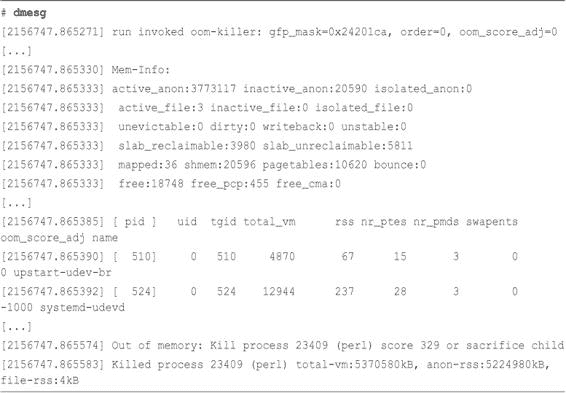 # dmesg
[2156747.865271] run invoked oom-killer: gfp_mask=0x24201ca, order=0, oom_score_adj=0
[...]
[2156747.865330] Mem-Info:
[2156747.865333] active_anon:3773117 inactive_anon:20590 isolated_anon:0
[2156747.865333]  active_file:3 inactive_file:0 isolated_file:0
[2156747.865333]  unevictable:0 dirty:0 writeback:0 unstable:0
[2156747.865333]  slab_reclaimable:3980 slab_unreclaimable:5811
[2156747.865333]  mapped:36 shmem:20596 pagetables:10620 bounce:0
[2156747.865333]  free:18748 free_pcp:455 free_cma:0
[...]
[2156747.865385] [ pid ]   uid  tgid total_vm      rss nr_ptes nr_pmds swapents
oom_score_adj name
[2156747.865390] [  510]     0   510     4870       67      15       3        0
0 upstart-udev-br
[2156747.865392] [  524]     0   524    12944      237      28       3        0
-1000 systemd-udevd
[...]
[2156747.865574] Out of memory: Kill process 23409 (perl) score 329 or sacrifice child
[2156747.865583] Killed process 23409 (perl) total-vm:5370580kB, anon-rss:5224980kB,
file-rss:4kB